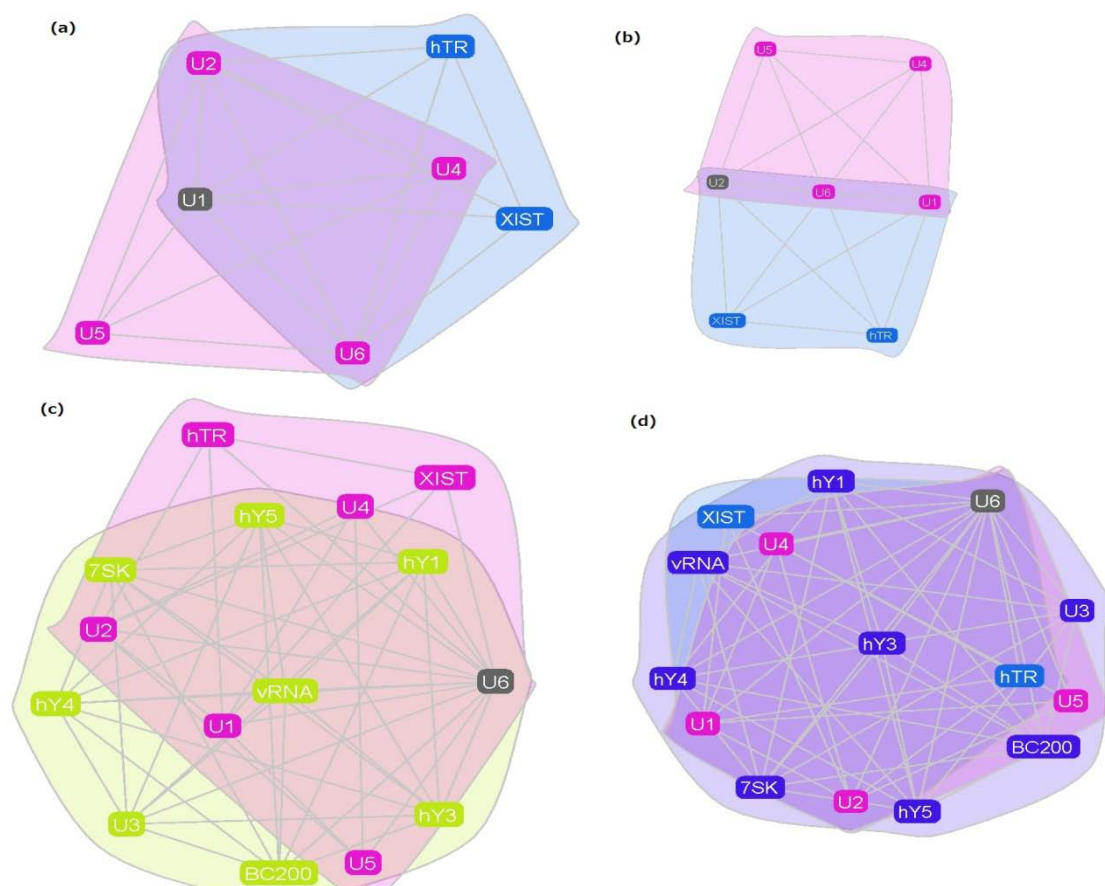 (a)
U2
hTR
U4
U1
XIST
U5
U6
(b)
U5
U4
U2
U6
U1
XIST
hTR
(c)
hTR
XIST
U4
hY5
hY1
7SK
U2
U6
vRNA
hY4
U1
hY3
U3
U5
BC200
(d)
hY1
U6
XIST
U4
vRNA
U3
hY3
hTR
hY4
U5
U1
BC200
7SK
U2
hY5